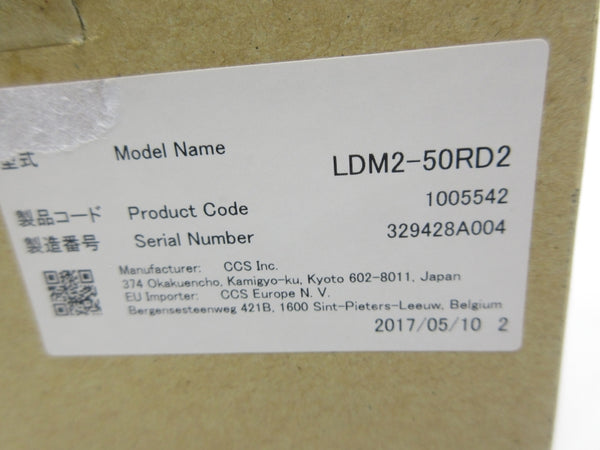 型式 Model Name LDM2-50RD2
製品コード Product Code 1005542
製造番号 Serial Number 329428A004
Manufacturer: CCS Inc.
374 Okakuencho, Kamigyo-ku, Kyoto 602-8011, Japan
EU Importer: CCS Europe N. V.
Bergensesteenweg 421B, 1600 Sint-Pieters-Leeuw, Belgium
2017/05/10 2